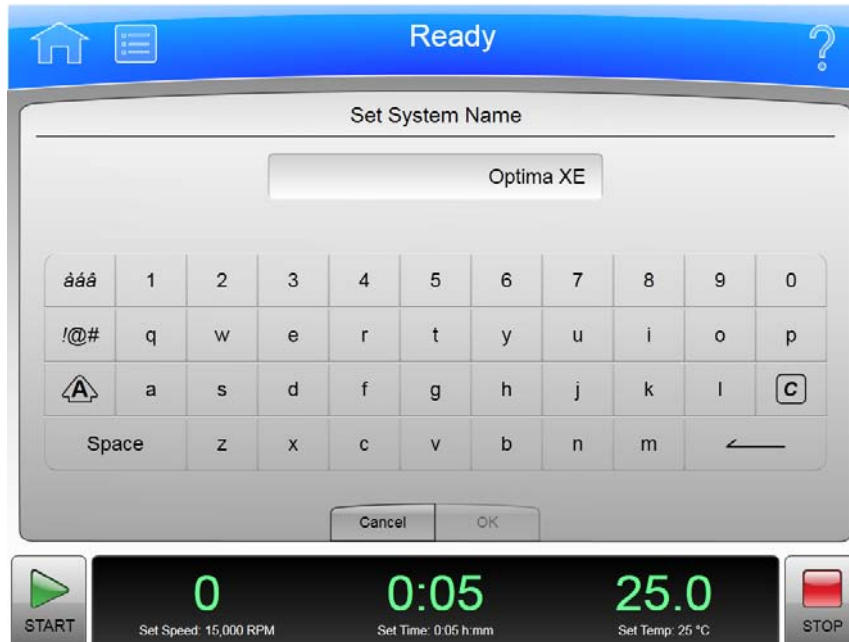 Ready
?
Set System Name
Optima XE
àáâ 1 2 3 4 5 6 7 8 9 0
!@# q w e r t y u i o p
A a s d f g h j k l C
Space z x c v b n m
Cancel OK
START 0 0:05 25.0 STOP
Set Speed: 15,000 RPM Set Time: 0:05 h:mm Set Temp: 25 °C